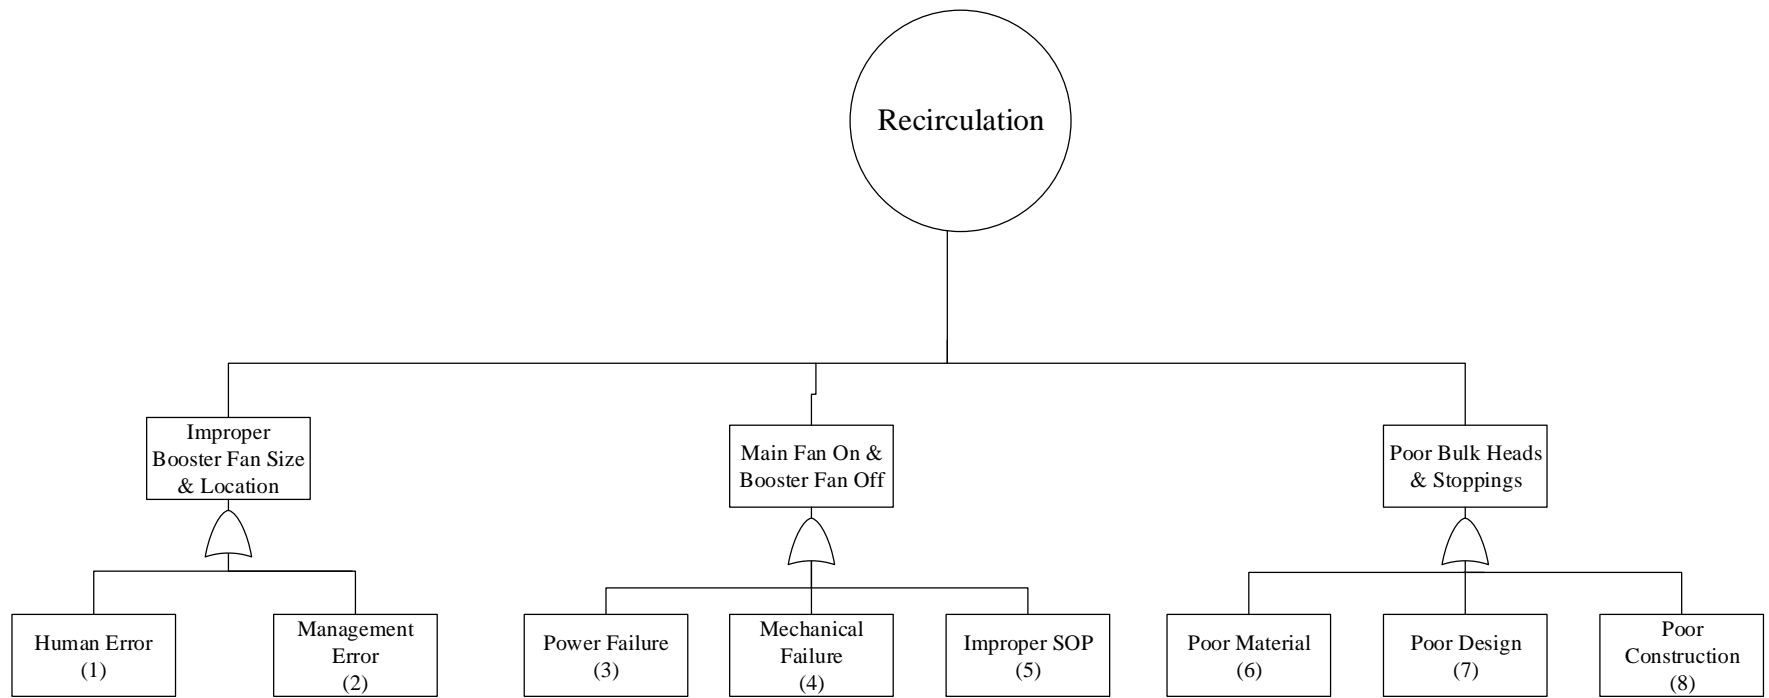 Recirculation
Improper
Booster Fan Size
& Location
Main Fan On &
Booster Fan Off
Poor Bulk Heads
& Stoppings
Human Error
(1)
Management
Error
(2)
Power Failure
(3)
Mechanical
Failure
(4)
Improper SOP
(5)
Poor Material
(6)
Poor Design
(7)
Poor
Construction
(8)